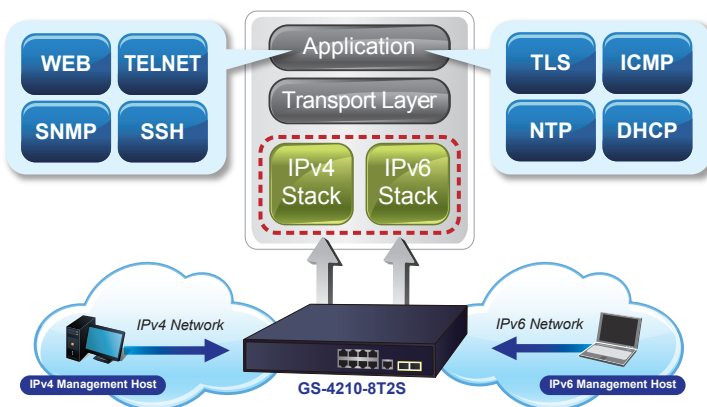 Application
WEB TELNET
TLS ICMP
Transport Layer
SNMP SSH
NTP DHCP
IPv4 Stack
IPv6 Stack
IPv4 Network
IPv6 Network
IPv4 Management Host
GS-4210-8T2S
IPv6 Management Host